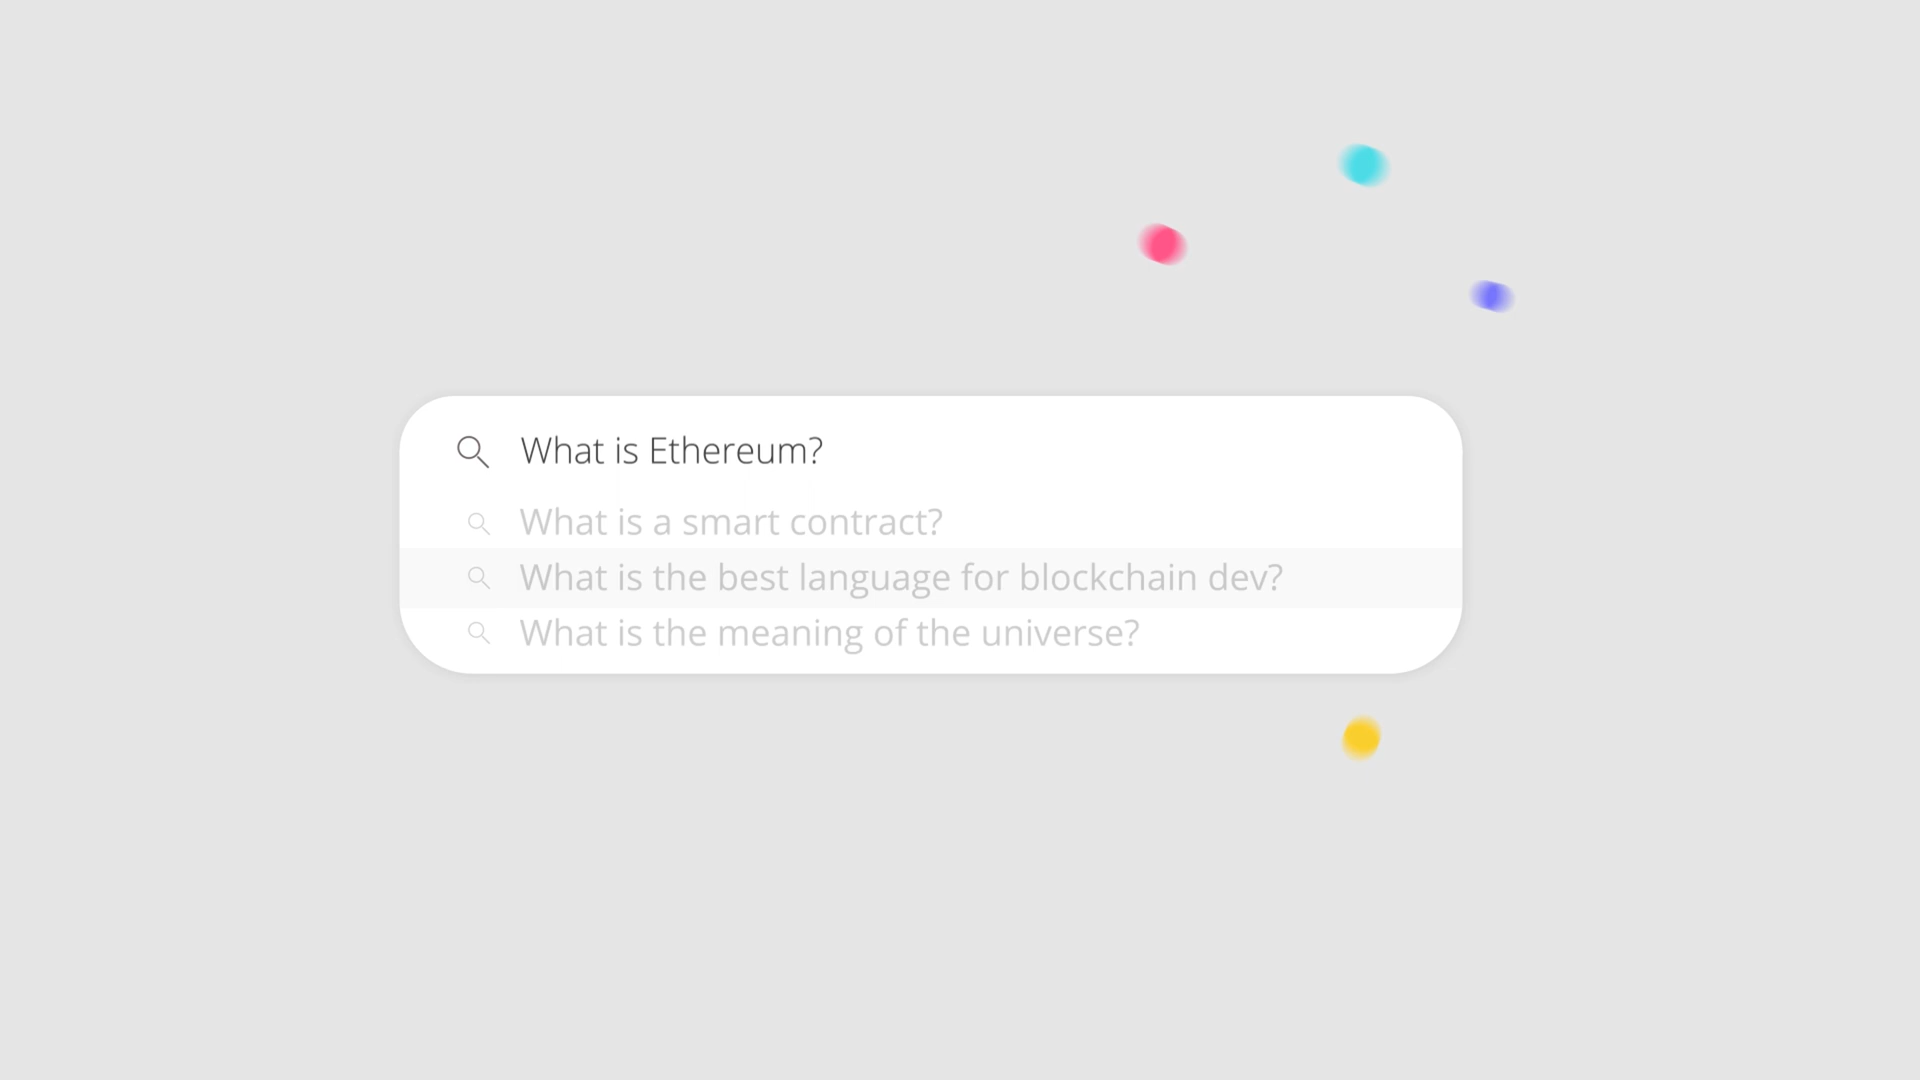 What is Ethereum?
What is a smart contract?
What is the best language for blockchain dev?
What is the meaning of the universe?